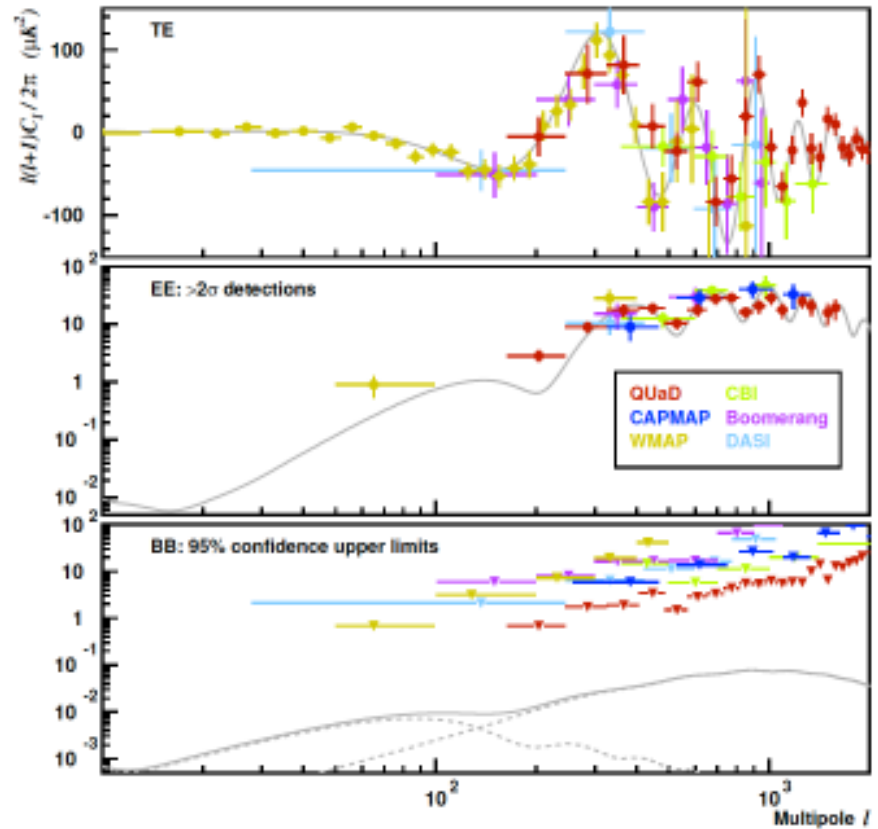 TE
l(l+1)C_l / 2π (μK²)
100
0
-100
EE: >2σ detections
10²
10
1
10⁻¹
10⁻²
QUaD
CBI
CAPMAP
Boomerang
WMAP
DASI
BB: 95% confidence upper limits
10²
10
1
10⁻¹
10⁻²
10⁻³
10²
10³
Multipole l